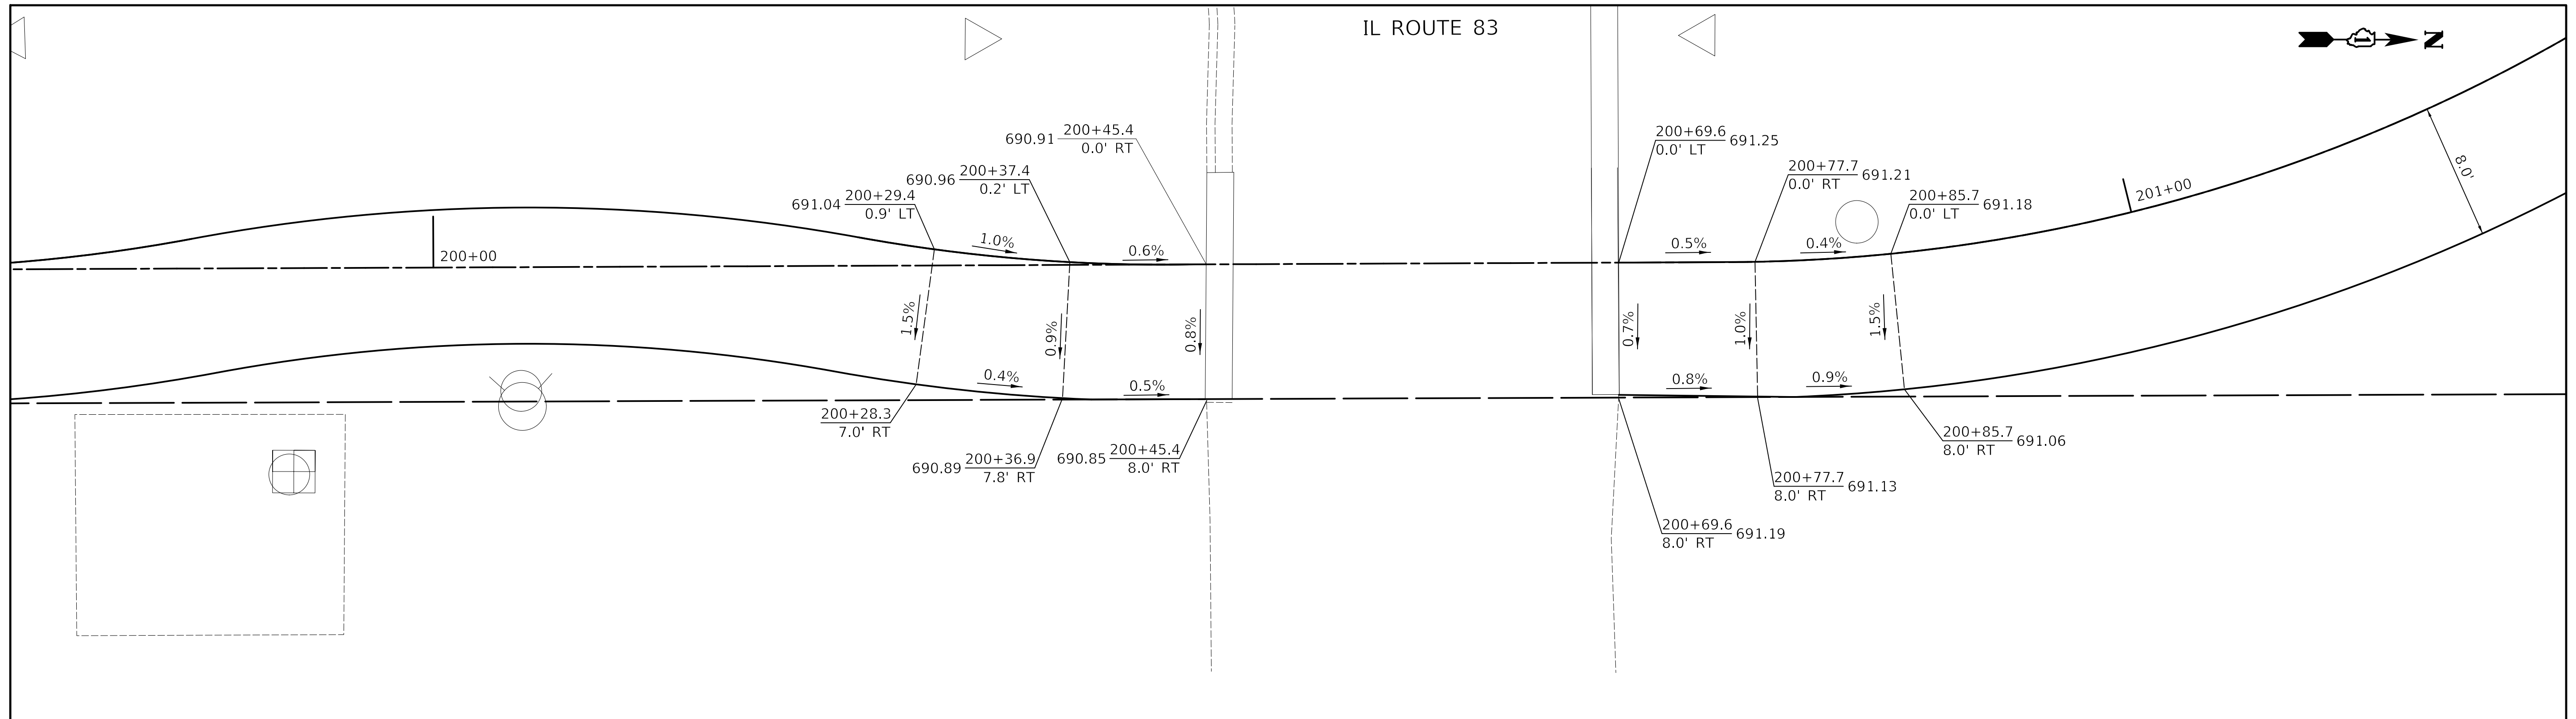 IL ROUTE 83
N
1
690.91 200+45.4
0.0' RT
690.96 200+37.4
0.2' LT
691.04 200+29.4
0.9' LT
200+69.6 691.25
0.0' LT
200+77.7 691.21
0.0' RT
200+85.7 691.18
0.0' LT
201+00
8.0'
200+00
1.0%
0.6%
0.5%
0.4%
1.5%
0.9%
0.8%
0.7%
1.0%
1.5%
0.4%
0.5%
0.8%
0.9%
200+28.3
7.0' RT
690.89 200+36.9
7.8' RT
690.85 200+45.4
8.0' RT
200+85.7 691.06
8.0' RT
200+77.7 691.13
8.0' RT
200+69.6 691.19
8.0' RT